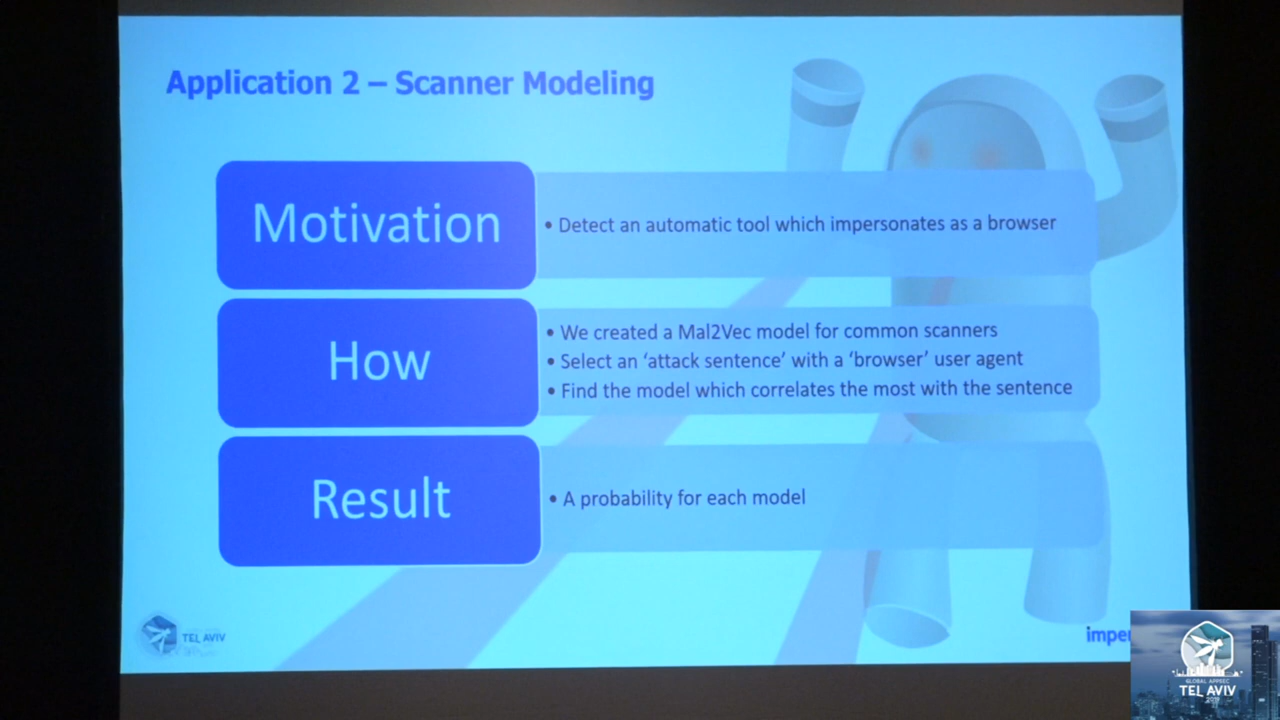 Application 2 – Scanner Modeling
Motivation
• Detect an automatic tool which impersonates as a browser
How
• We created a Mal2Vec model for common scanners
• Select an ‘attack sentence’ with a ‘browser’ user agent
• Find the model which correlates the most with the sentence
Result
• A probability for each model
TEL AVIV
imper
GLOBAL APPSEC
TEL AVIV